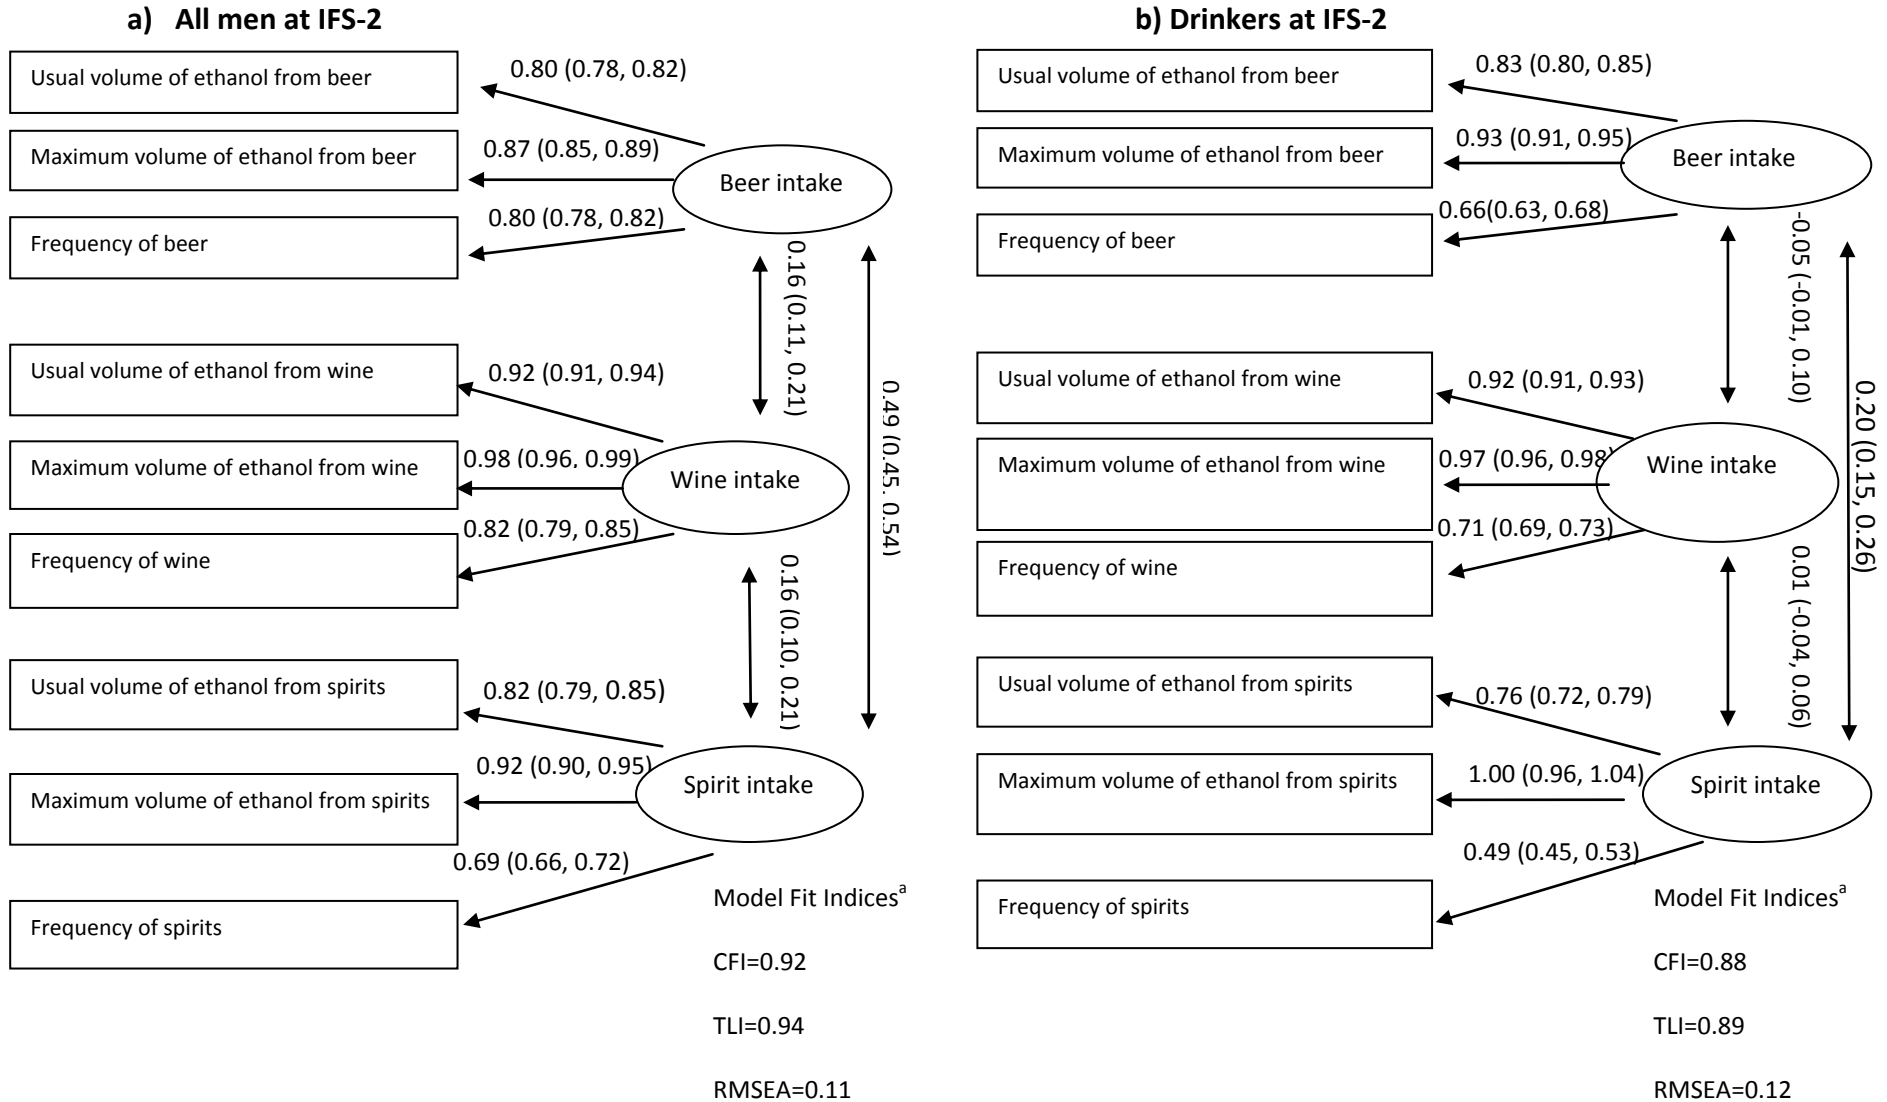 a) All men at IFS-2
Usual volume of ethanol from beer
0.80 (0.78, 0.82)
Maximum volume of ethanol from beer
0.87 (0.85, 0.89)
Beer intake
Frequency of beer
0.80 (0.78, 0.82)
0.16 (0.11, 0.21)
0.49 (0.45, 0.54)
Usual volume of ethanol from wine
0.92 (0.91, 0.94)
Maximum volume of ethanol from wine
0.98 (0.96, 0.99)
Wine intake
Frequency of wine
0.82 (0.79, 0.85)
0.16 (0.10, 0.21)
Usual volume of ethanol from spirits
0.82 (0.79, 0.85)
Maximum volume of ethanol from spirits
0.92 (0.90, 0.95)
Spirit intake
0.69 (0.66, 0.72)
Frequency of spirits
Model Fit Indicesa
CFI=0.92
TLI=0.94
RMSEA=0.11
b) Drinkers at IFS-2
Usual volume of ethanol from beer
0.83 (0.80, 0.85)
Maximum volume of ethanol from beer
0.93 (0.91, 0.95)
Beer intake
Frequency of beer
0.66(0.63, 0.68)
-0.05 (-0.01, 0.10)
0.20 (0.15, 0.26)
Usual volume of ethanol from wine
0.92 (0.91, 0.93)
Maximum volume of ethanol from wine
0.97 (0.96, 0.98)
Wine intake
0.71 (0.69, 0.73)
Frequency of wine
0.01 (-0.04, 0.06)
Usual volume of ethanol from spirits
0.76 (0.72, 0.79)
Maximum volume of ethanol from spirits
1.00 (0.96, 1.04)
Spirit intake
0.49 (0.45, 0.53)
Frequency of spirits
Model Fit Indicesa
CFI=0.88
TLI=0.89
RMSEA=0.12